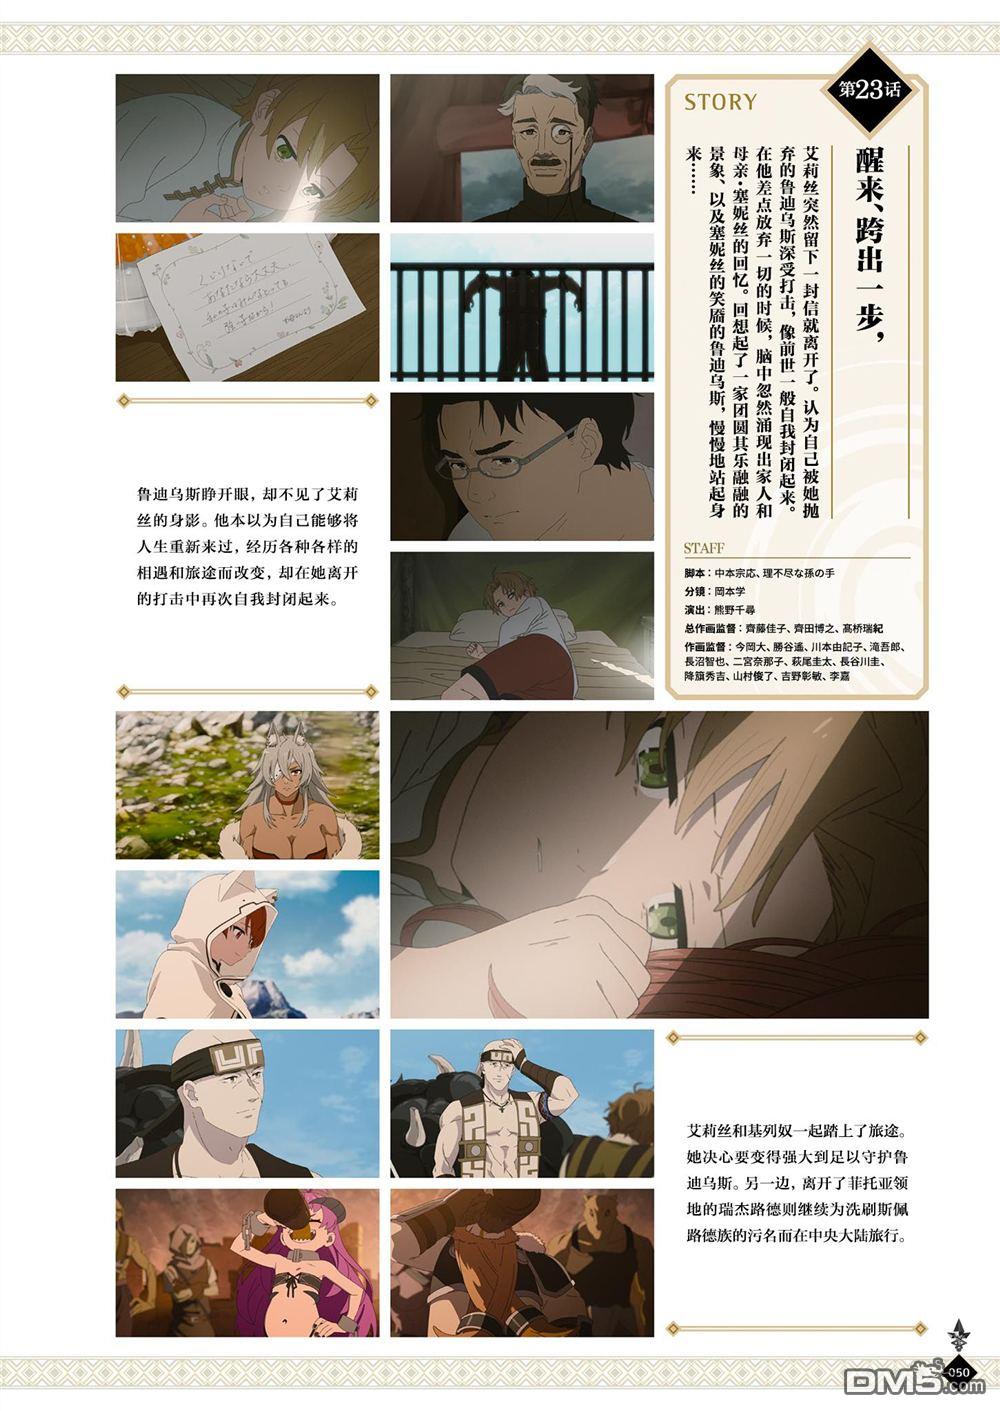 第23话
STORY
醒来、跨出一步，
艾莉丝突然留下一封信就离开了。认为自己被她抛
弃的鲁迪乌斯深受打击，像前世一般自我封闭起来。
在他差点放弃一切的时候，脑中忽然涌现出家人和
母亲·塞妮丝的回忆。回想起了一家团圆其乐融融的
景象、以及塞妮丝的笑靥的鲁迪乌斯，慢慢地站起身
来……
STAFF
脚本：中本宗応、理不尽な孫の手
分镜：岡本学
演出：熊野千尋
总作画监督：齊藤佳子、齊田博之、髙桥瑞紀
作画监督：今岡大、勝谷遙、川本由記子、滝吾郎、
長沼智也、二宮奈那子、萩尾圭太、長谷川圭、
降籏秀吉、山村俊了、吉野彰敏、李嘉
鲁迪乌斯睁开眼，却不见了艾莉
丝的身影。他本以为自己能够将
人生重新来过，经历各种各样的
相遇和旅途而改变，却在她离开
的打击中再次自我封闭起来。
艾莉丝和基列奴一起踏上了旅途。
她决心要变得强大到足以守护鲁
迪乌斯。另一边，离开了菲托亚领
地的瑞杰路德则继续为洗刷斯佩
路德族的污名而在中央大陆旅行。
050
DM5.com